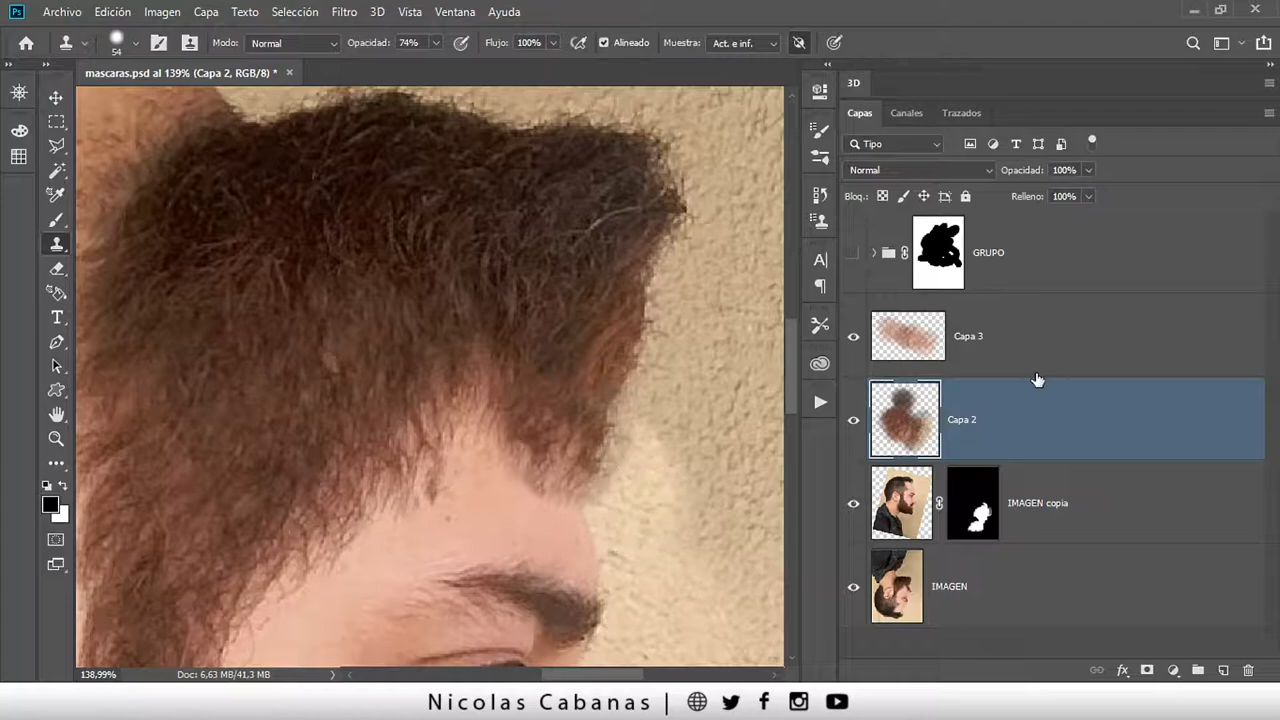 Ps Archivo Edición Imagen Capa Texto Selección Filtro 3D Vista Ventana Ayuda
54 Modo: Normal Opacidad: 74% Flujo: 100% Alineado Muestra: Act. e inf.
mascaras.psd al 139% (Capa 2, RGB/8) * ×
3D
Capas Canales Trazados
Tipo
Normal Opacidad: 100%
Bloq.: Relleno: 100%
GRUPO
Capa 3
Capa 2
IMAGEN copia
IMAGEN
138,99% Doc: 6,63 MB/41,3 MB
fx
Nicolas Cabanas |